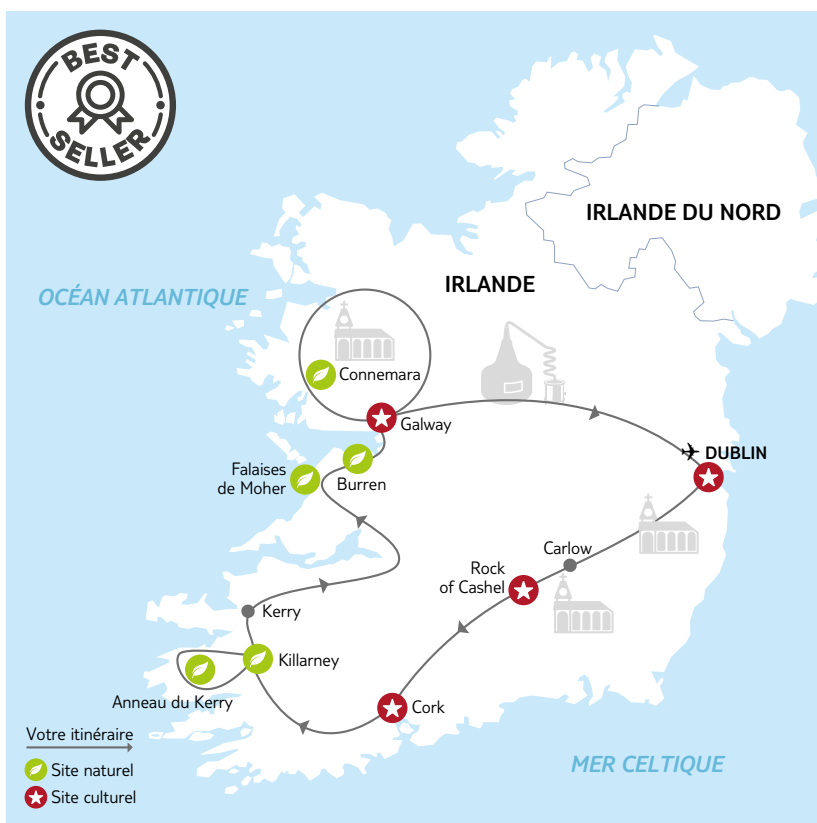 BEST
SELLER
IRLANDE DU NORD
IRLANDE
OCÉAN ATLANTIQUE
Connemara
Galway
DUBLIN
Falaises
de Moher
Burren
Carlow
Rock
of Cashel
Kerry
Killarney
Anneau du Kerry
Cork
Votre itinéraire
Site naturel
Site culturel
MER CELTIQUE